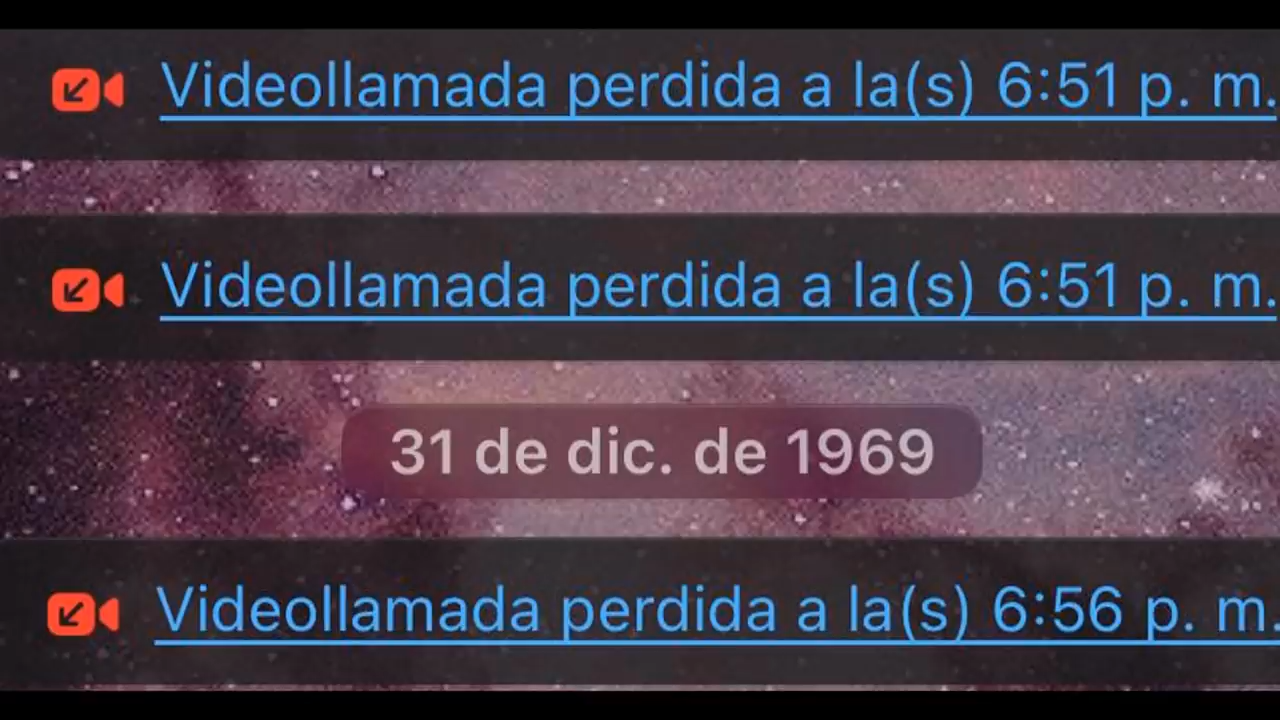 Videollamada perdida a la(s) 6:51 p. m.
Videollamada perdida a la(s) 6:51 p. m.
31 de dic. de 1969
Videollamada perdida a la(s) 6:56 p. m.